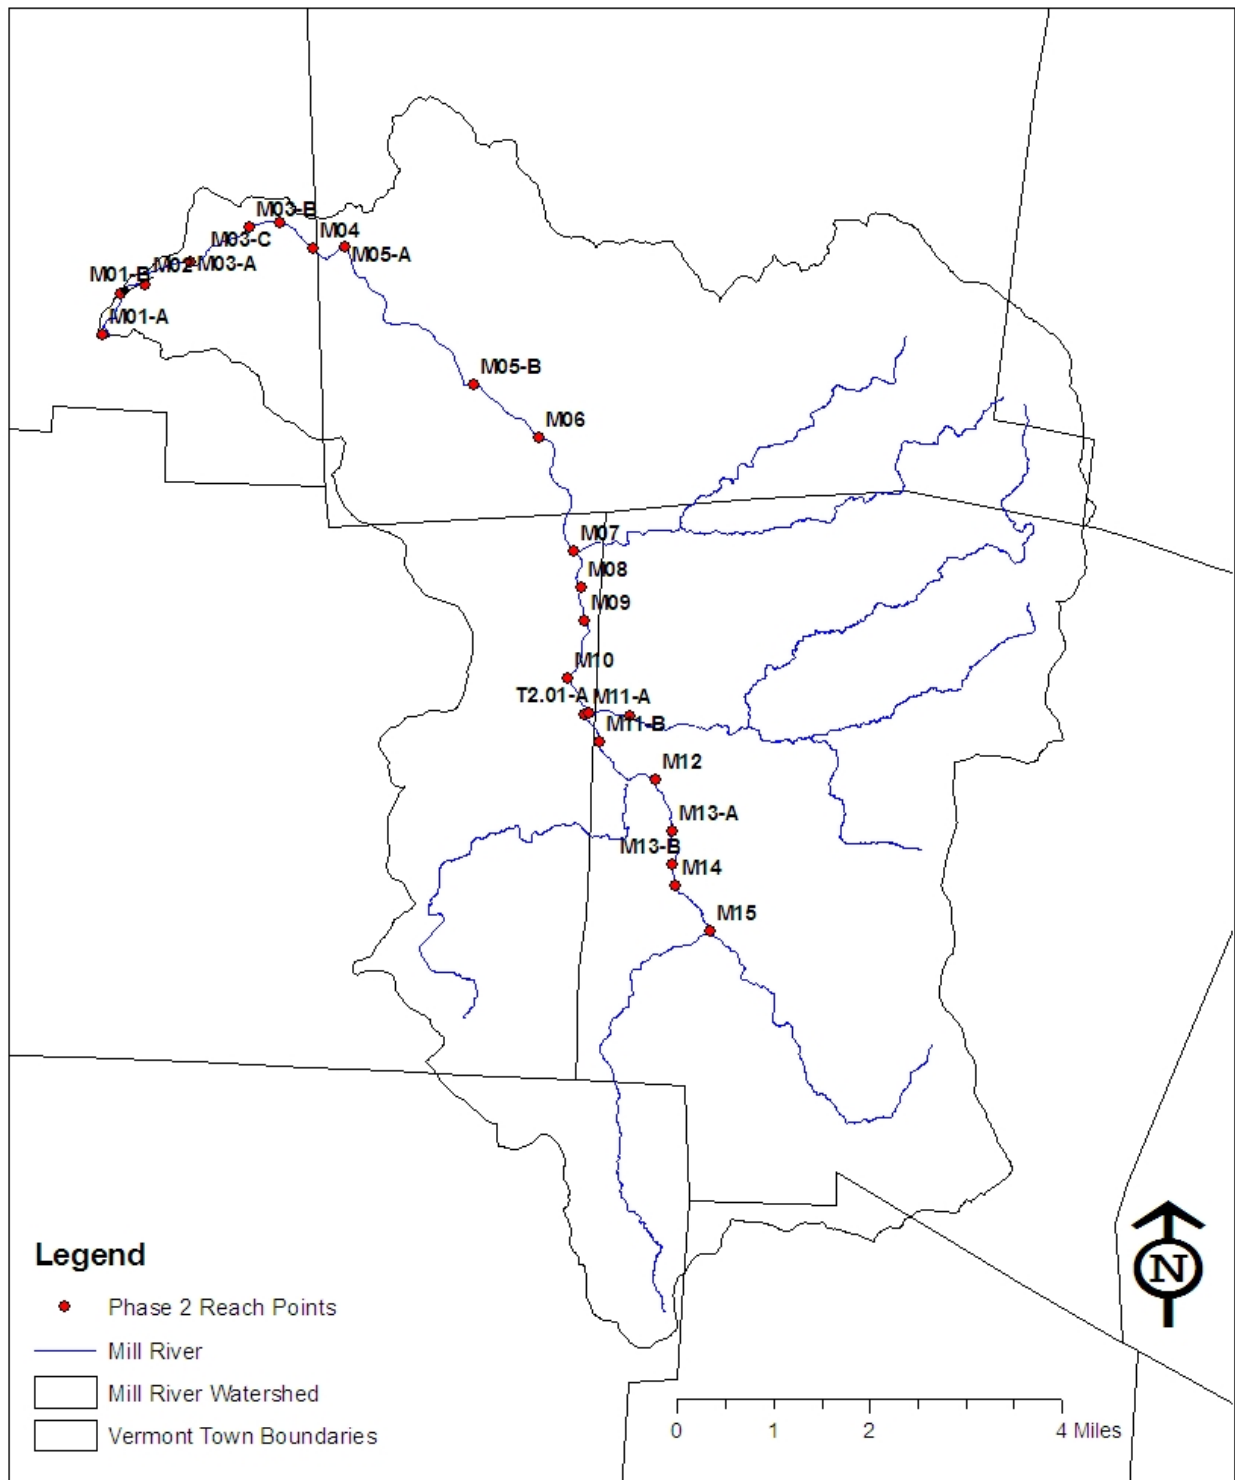 M03-B
M04
M03-C
M05-A
M02
M03-A
M01-B
M01-A
M05-B
M06
M07
M08
M09
M10
T2.01-A
M11-A
M11-B
M12
M13-A
M13-B
M14
M15
Legend
Phase 2 Reach Points
Mill River
Mill River Watershed
Vermont Town Boundaries
N
0 1 2 4 Miles